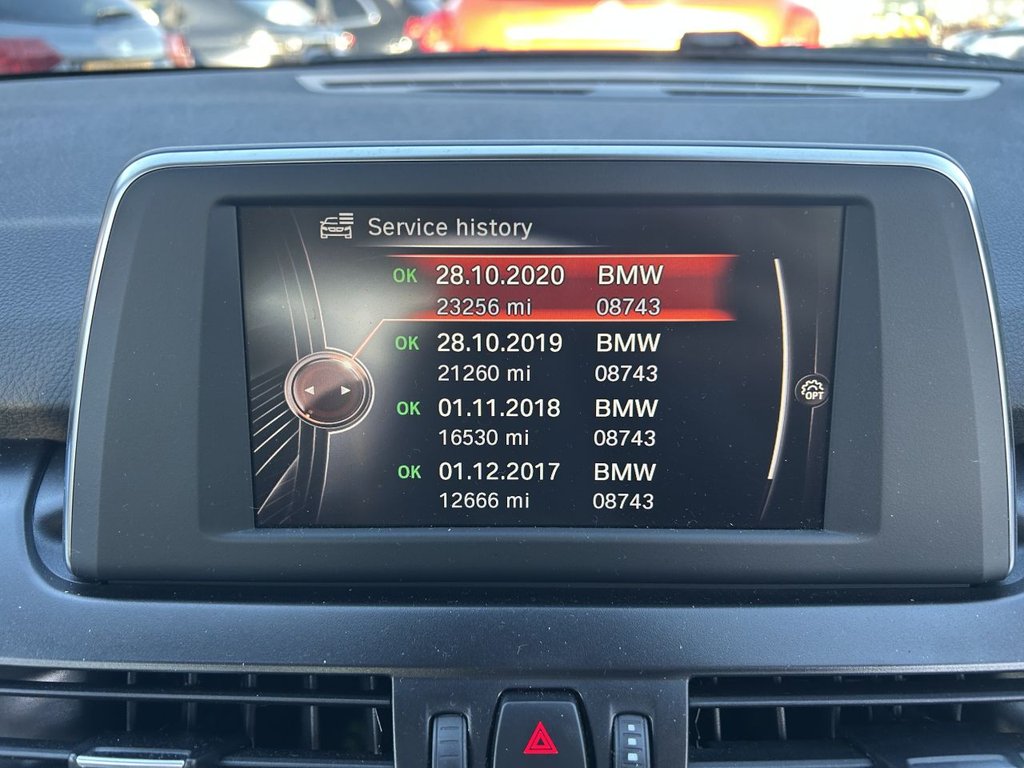 Service history
OK 28.10.2020 BMW
23256 mi 08743
OK 28.10.2019 BMW
21260 mi 08743
OPT
OK 01.11.2018 BMW
16530 mi 08743
OK 01.12.2017 BMW
12666 mi 08743